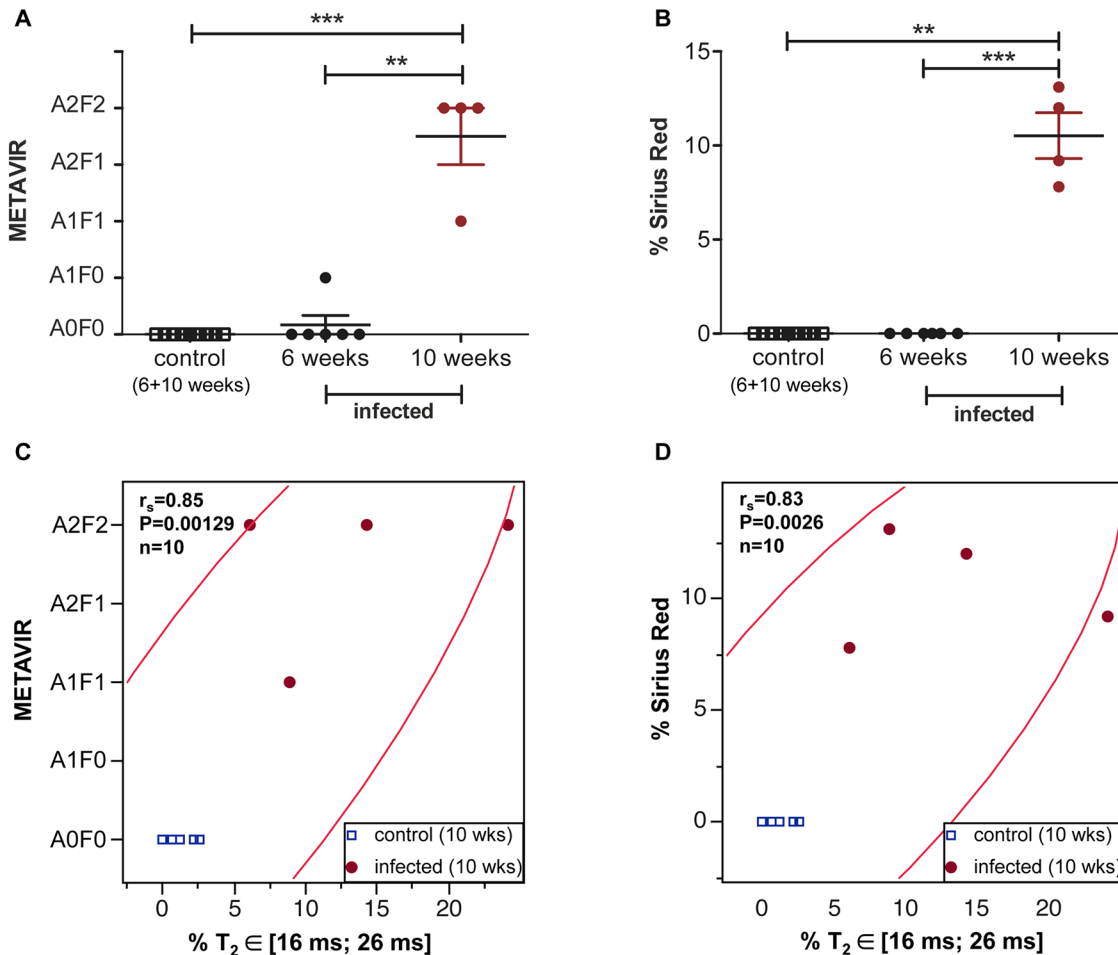 A
***
**
METAVIR
A2F2
A2F1
A1F1
A1F0
A0F0
control
(6+10 weeks)
6 weeks
10 weeks
infected
B
**
***
% Sirius Red
15
10
5
0
control
(6+10 weeks)
6 weeks
10 weeks
infected
C
rs=0.85
P=0.00129
n=10
METAVIR
A2F2
A2F1
A1F1
A1F0
A0F0
control (10 wks)
infected (10 wks)
0 5 10 15 20
% T2 ∈ [16 ms; 26 ms]
D
rs=0.83
P=0.0026
n=10
% Sirius Red
10
5
0
control (10 wks)
infected (10 wks)
0 5 10 15 20
% T2 ∈ [16 ms; 26 ms]